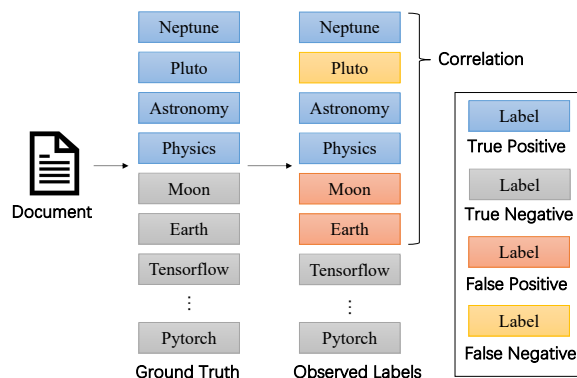 Neptune
Pluto
Astronomy
Physics
Moon
Earth
Tensorflow
⋮
Pytorch
Ground Truth
Document
Neptune
Pluto
Astronomy
Physics
Moon
Earth
Tensorflow
⋮
Pytorch
Observed Labels
Correlation
Label
True Positive
Label
True Negative
Label
False Positive
Label
False Negative